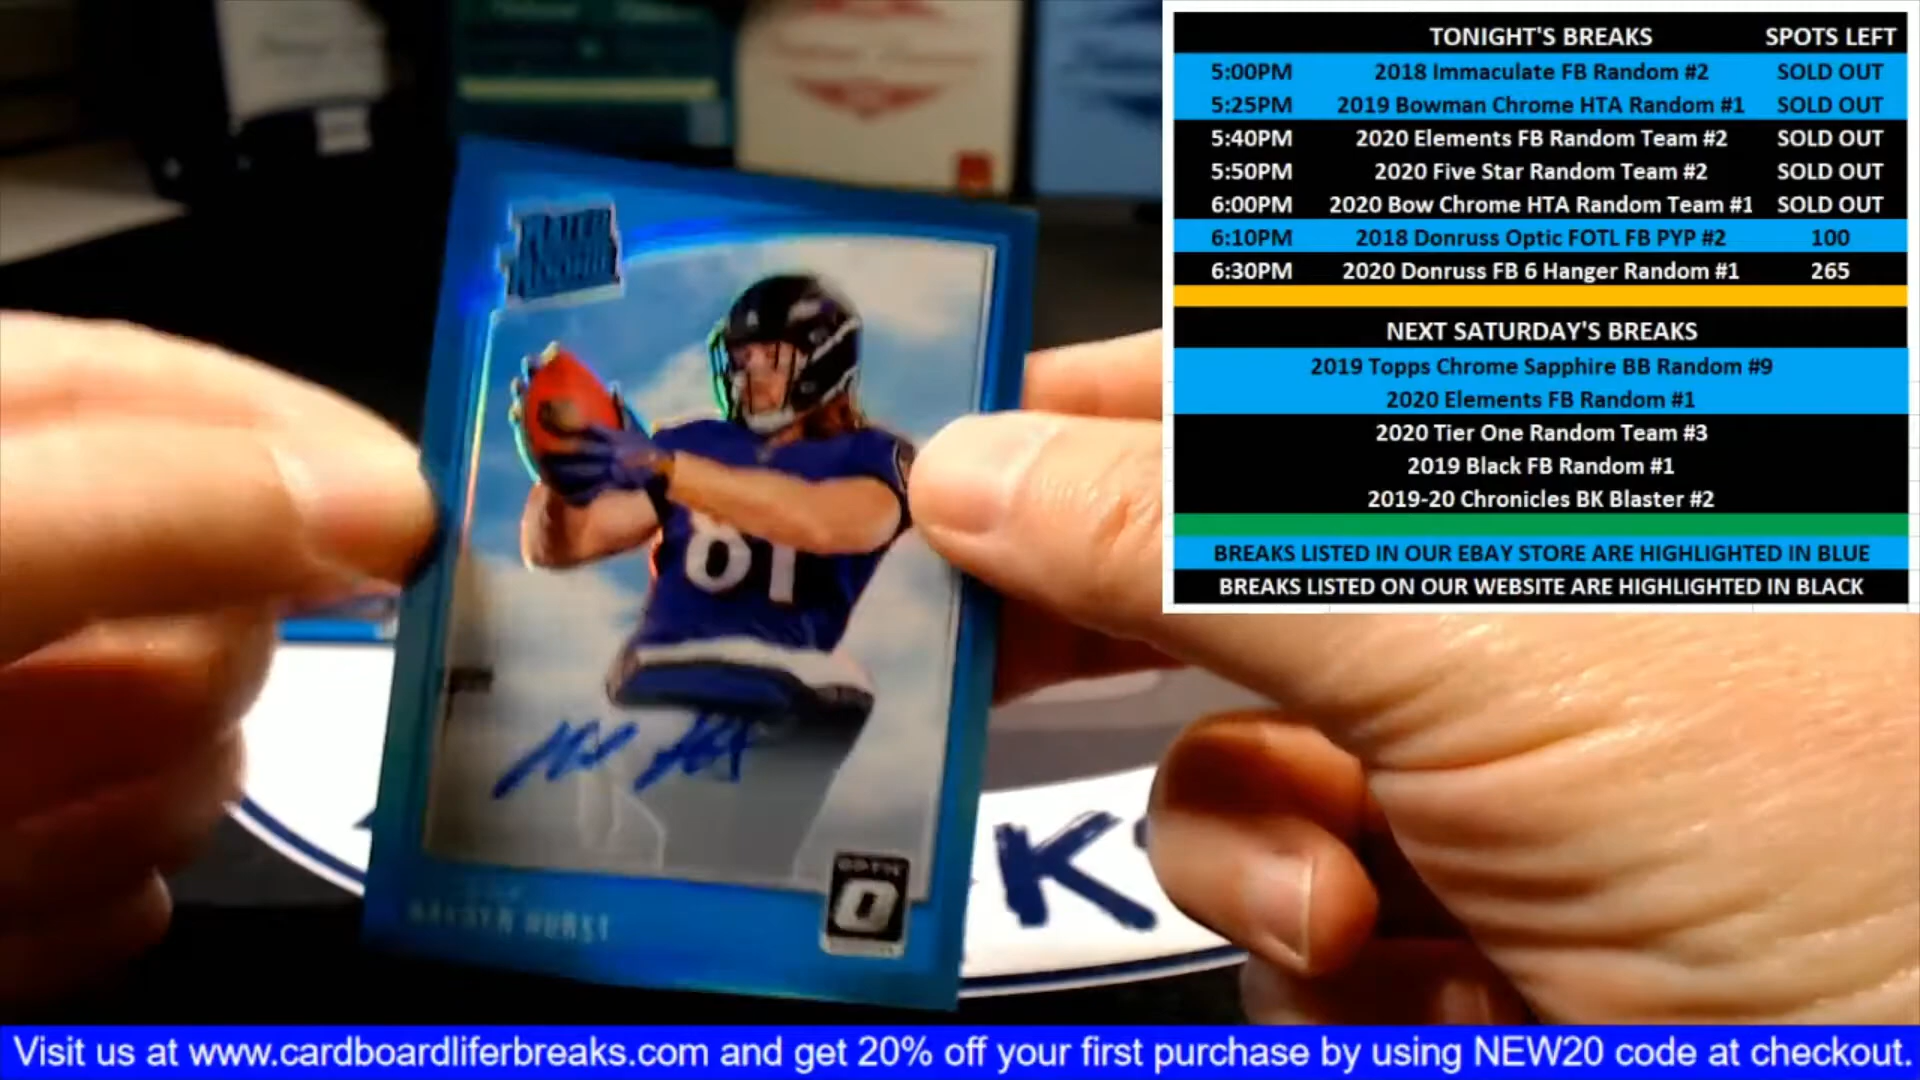 TONIGHT'S BREAKS SPOTS LEFT
5:00PM 2018 Immaculate FB Random #2 SOLD OUT
5:25PM 2019 Bowman Chrome HTA Random #1 SOLD OUT
5:40PM 2020 Elements FB Random Team #2 SOLD OUT
5:50PM 2020 Five Star Random Team #2 SOLD OUT
6:00PM 2020 Bow Chrome HTA Random Team #1 SOLD OUT
6:10PM 2018 Donruss Optic FOTL FB PYP #2 100
6:30PM 2020 Donruss FB 6 Hanger Random #1 265
NEXT SATURDAY'S BREAKS
2019 Topps Chrome Sapphire BB Random #9
2020 Elements FB Random #1
2020 Tier One Random Team #3
2019 Black FB Random #1
2019-20 Chronicles BK Blaster #2
BREAKS LISTED IN OUR EBAY STORE ARE HIGHLIGHTED IN BLUE
BREAKS LISTED ON OUR WEBSITE ARE HIGHLIGHTED IN BLACK
RATED
ROOKIE
81
HAYDEN HURST
OPTIC
K
Visit us at www.cardboardliferbreaks.com and get 20% off your first purchase by using NEW20 code at checkout.